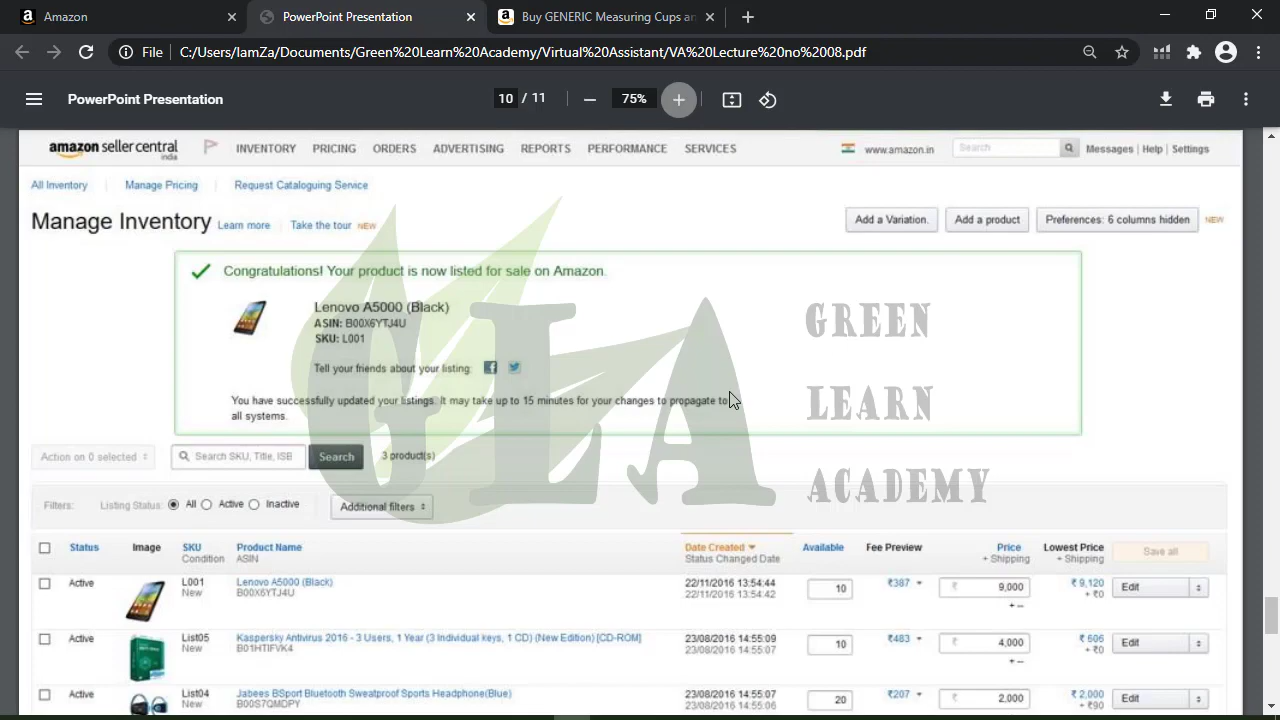 Amazon
PowerPoint Presentation
Buy GENERIC Measuring Cups an
File
C:/Users/IamZa/Documents/Green%20Learn%20Academy/Virtual%20Assistant/VA%20Lecture%20no%2008.pdf
PowerPoint Presentation
10 / 11
75%
amazon seller central
india
INVENTORY PRICING ORDERS ADVERTISING REPORTS PERFORMANCE SERVICES
www.amazon.in
Search
Messages | Help | Settings
All Inventory Manage Pricing Request Cataloguing Service
Manage Inventory Learn more Take the tour NEW
Add a Variation. Add a product Preferences: 6 columns hidden NEW
Congratulations! Your product is now listed for sale on Amazon.
Lenovo A5000 (Black)
ASIN: B00X6YTJ4U
SKU: L001
Tell your friends about your listing:
You have successfully updated your listings. It may take up to 15 minutes for your changes to propagate to
all systems.
GLA
GREEN
LEARN
ACADEMY
Action on 0 selected
Search SKU, Title, ISB
Search
3 product(s)
Filters: Listing Status: All Active Inactive Additional filters
Status Image SKU Product Name Date Created Available Fee Preview Price Lowest Price Save all
Condition ASIN Status Changed Date + Shipping + Shipping
Active L001 Lenovo A5000 (Black) 22/11/2016 13:54:44 10 ₹387 ₹ 9,000 ₹ 9,120 Edit
New B00X6YTJ4U 22/11/2016 13:54:42 + -- + ₹0
Active List05 Kaspersky Antivirus 2016 - 3 Users, 1 Year (3 Individual keys, 1 CD) (New Edition) [CD-ROM] 23/08/2016 14:55:09 10 ₹483 ₹ 4,000 ₹ 606 Edit
New B01HTIFVK4 23/08/2016 14:55:07 + -- + ₹0
Active List04 Jabees BSport Bluetooth Sweatproof Sports Headphone(Blue) 23/08/2016 14:55:07 20 ₹207 ₹ 2,000 ₹ 2,000 Edit
New B00S7QMDPY 23/08/2016 14:55:06 + ₹90